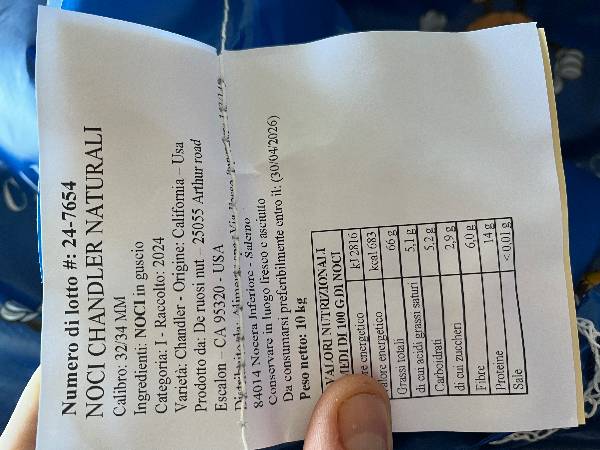 Numero di lotto #: 24-7654
NOCI CHANDLER NATURALI
Calibro: 32/34 MM
Ingredienti: NOCI in guscio
Categoria: I - Raccolto: 2024
Varietà: Chandler - Origine: California – Usa
Prodotto da: De ruosi nut – 25055 Arthur road
Escalon – CA 95320 - USA
84014 Nocera Inferiore - Salerno
Conservare in luogo fresco e asciutto
Da consumarsi preferibilmente entro il: (30/04/2026)
Peso netto: 10 kg
VALORI NUTRIZIONALI
MEDI DI 100 G DI NOCI
re energetico kJ 2816
alore energetico kcal 683
Grassi totali 66 g
di cui acidi grassi saturi 5,1 g
Carboidrati 5,2 g
di cui zuccheri 2,9 g
Fibre 6,0 g
Proteine 14 g
Sale < 0,01 g